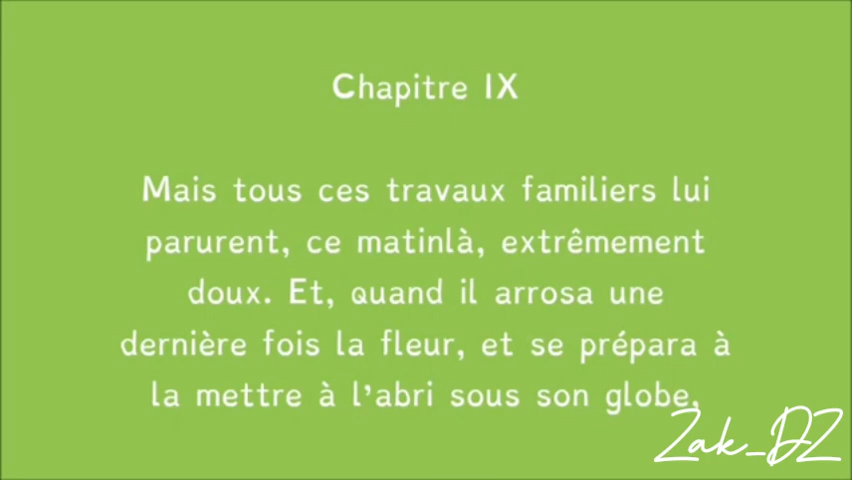 Chapitre IX
Mais tous ces travaux familiers lui
parurent, ce matinlà, extrêmement
doux. Et, quand il arrosa une
dernière fois la fleur, et se prépara à
la mettre à l'abri sous son globe,
Zak_DZ